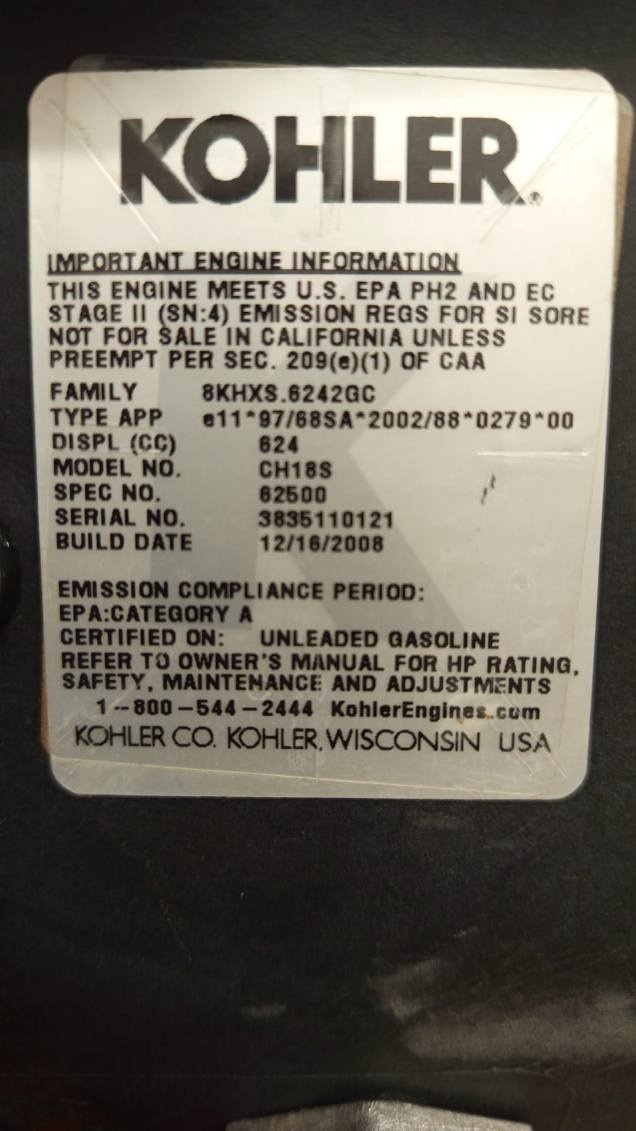 KOHLER®
IMPORTANT ENGINE INFORMATION
THIS ENGINE MEETS U.S. EPA PH2 AND EC
STAGE II (SN:4) EMISSION REGS FOR SI SORE
NOT FOR SALE IN CALIFORNIA UNLESS
PREEMPT PER SEC. 209(e)(1) OF CAA
FAMILY 8KHXS.6242GC
TYPE APP e11*97/68SA*2002/88*0279*00
DISPL (CC) 624
MODEL NO. CH18S
SPEC NO. 62500
SERIAL NO. 3835110121
BUILD DATE 12/16/2008
EMISSION COMPLIANCE PERIOD:
EPA:CATEGORY A
CERTIFIED ON: UNLEADED GASOLINE
REFER TO OWNER'S MANUAL FOR HP RATING,
SAFETY, MAINTENANCE AND ADJUSTMENTS
1-800-544-2444 KohlerEngines.com
KOHLER CO. KOHLER, WISCONSIN USA